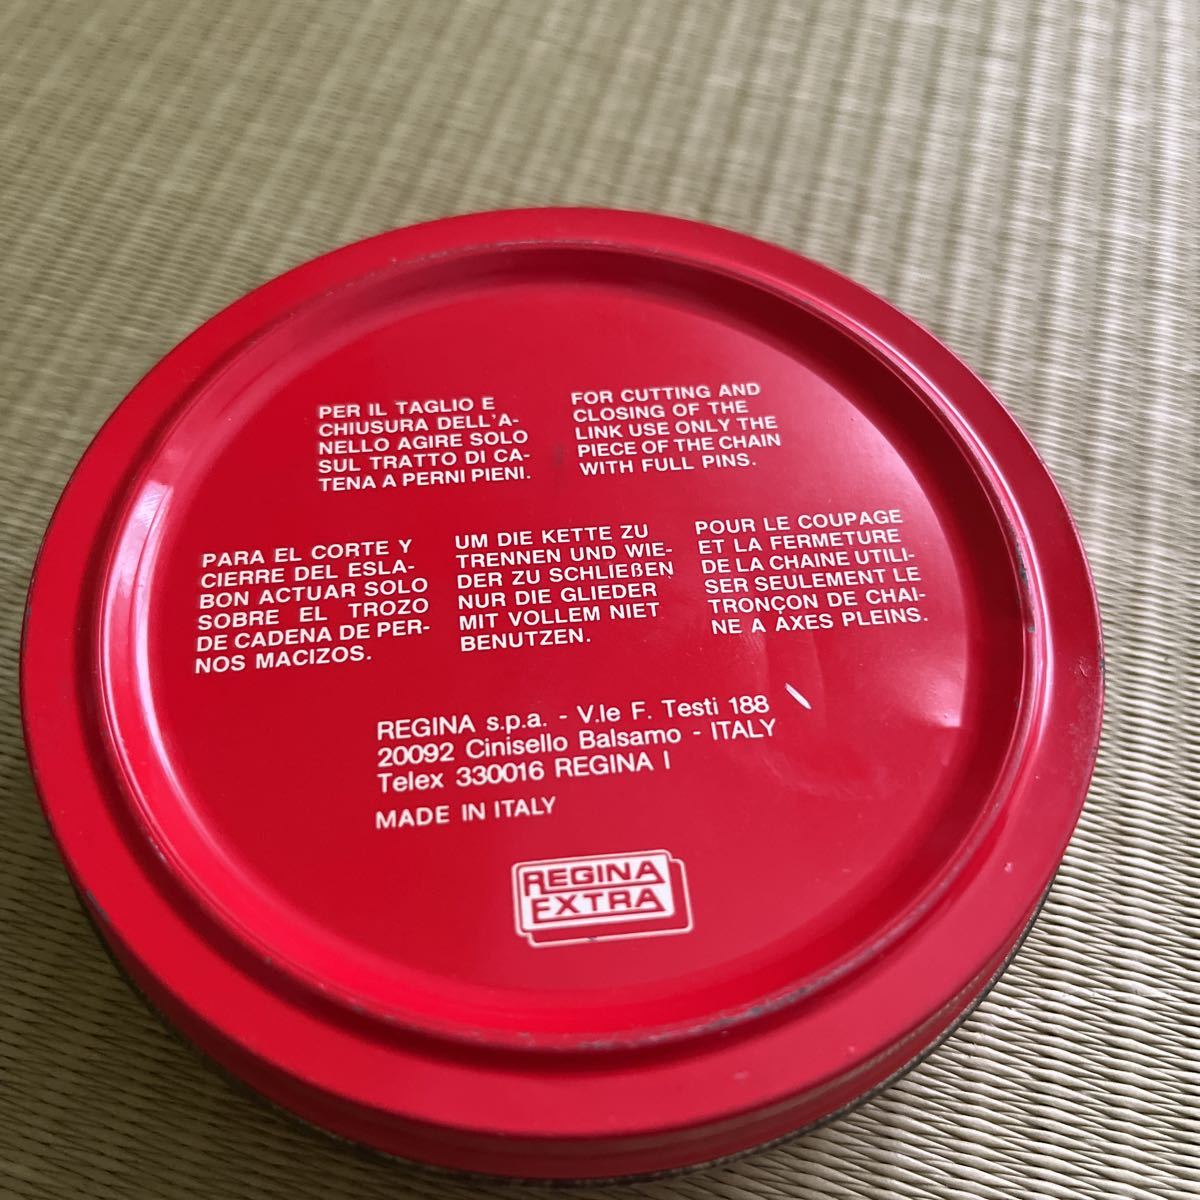 PER IL TAGLIO E
CHIUSURA DELL'A-
NELLO AGIRE SOLO
SUL TRATTO DI CA-
TENA A PERNI PIENI.
FOR CUTTING AND
CLOSING OF THE
LINK USE ONLY THE
PIECE OF THE CHAIN
WITH FULL PINS.
PARA EL CORTE Y
CIERRE DEL ESLA-
BON ACTUAR SOLO
SOBRE EL TROZO
DE CADENA DE PER-
NOS MACIZOS.
UM DIE KETTE ZU
TRENNEN UND WIE-
DER ZU SCHLIEßEN
NUR DIE GLIEDER
MIT VOLLEM NIET
BENUTZEN.
POUR LE COUPAGE
ET LA FERMETURE
DE LA CHAINE UTILI-
SER SEULEMENT LE
TRONÇON DE CHAI-
NE A AXES PLEINS.
REGINA s.p.a. - V.le F. Testi 188
20092 Cinisello Balsamo - ITALY
Telex 330016 REGINA I
MADE IN ITALY
REGINA
EXTRA